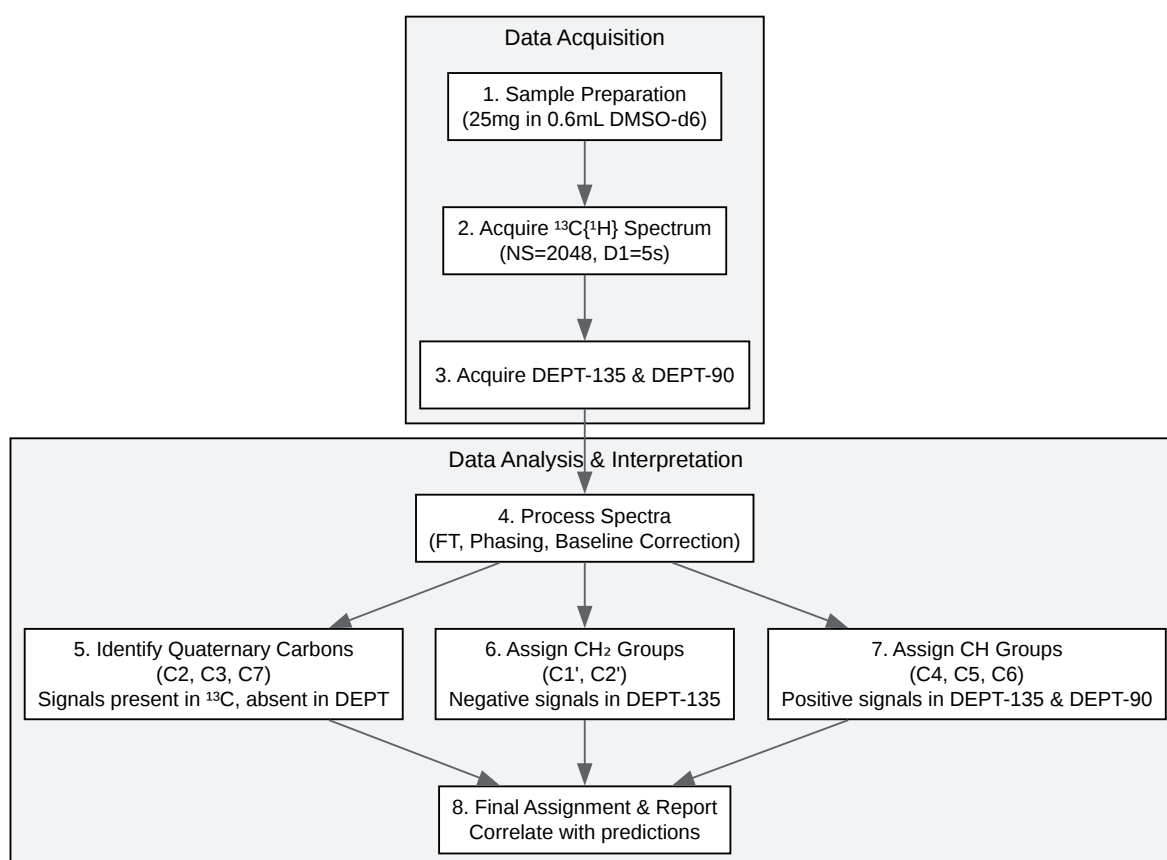 Data Acquisition
1. Sample Preparation
(25mg in 0.6mL DMSO-d6)
2. Acquire ¹³C{¹H} Spectrum
(NS=2048, D1=5s)
3. Acquire DEPT-135 & DEPT-90
Data Analysis & Interpretation
4. Process Spectra
(FT, Phasing, Baseline Correction)
5. Identify Quaternary Carbons
(C2, C3, C7)
Signals present in ¹³C, absent in DEPT
6. Assign CH₂ Groups
(C1', C2')
Negative signals in DEPT-135
7. Assign CH Groups
(C4, C5, C6)
Positive signals in DEPT-135 & DEPT-90
8. Final Assignment & Report
Correlate with predictions